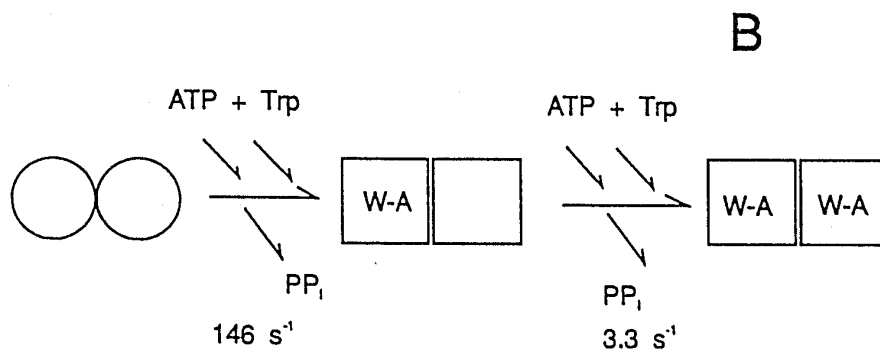 B
ATP + Trp
ATP + Trp
W-A
W-A
W-A
PPi
PPi
146 s⁻¹
3.3 s⁻¹